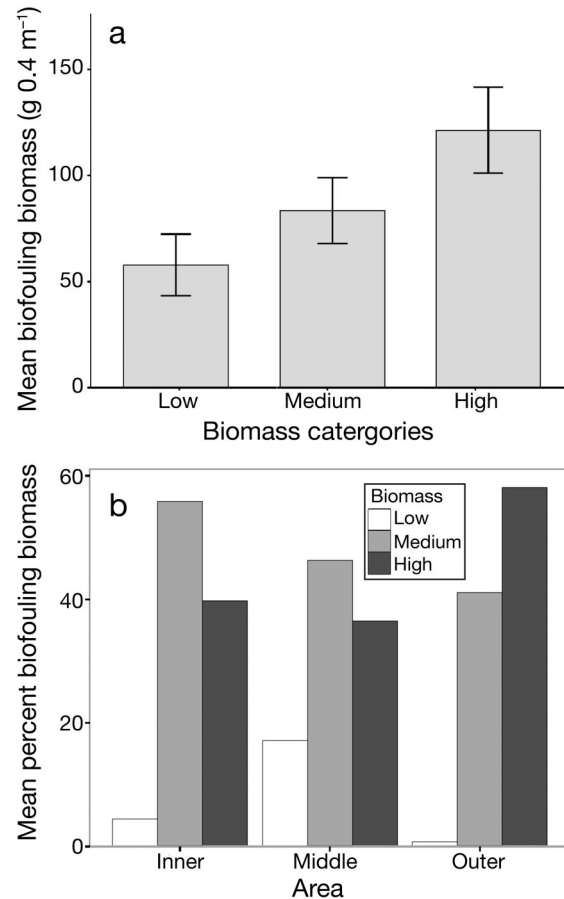 a
Mean biofouling biomass (g 0.4 m⁻¹)
150
100
50
0
Low Medium High
Biomass catergories
b
Mean percent biofouling biomass
60
40
20
0
Biomass
Low
Medium
High
Inner Middle Outer
Area